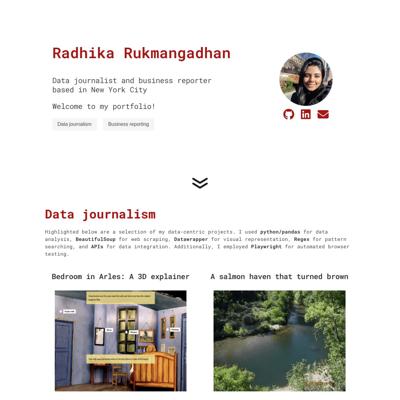 Radhika Rukmangadhan
Data journalist and business reporter
based in New York City
Welcome to my portfolio!
Data journalism
Business reporting
Data journalism
Highlighted below are a selection of my data-centric projects. I used python/pandas for data
analysis, BeautifulSoup for web scraping, Datawrapper for visual representation, Regex for pattern
searching, and APIs for data integration. Additionally, I employed Playwright for automated browser
testing.
Bedroom in Arles: A 3D explainer
A salmon haven that turned brown